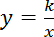 y = k/x